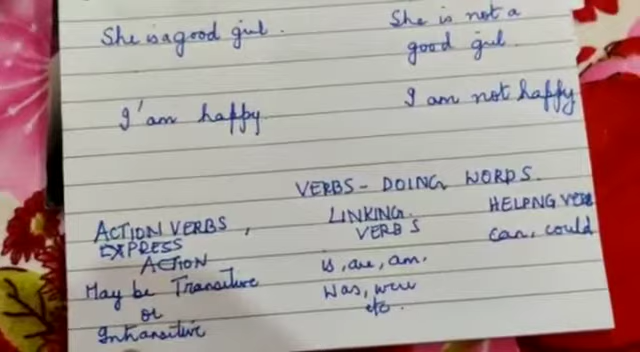 She is a good girl.
She is not a
good girl.
I'am happy
I am not happy
VERBS - DOING WORDS.
ACTION VERBS,
EXPRESS
ACTION
May be Transitive
or
Intransitive
LINKING
VERBS
is, are, am.
was, were
etc.
HELPNG VERB
can, could